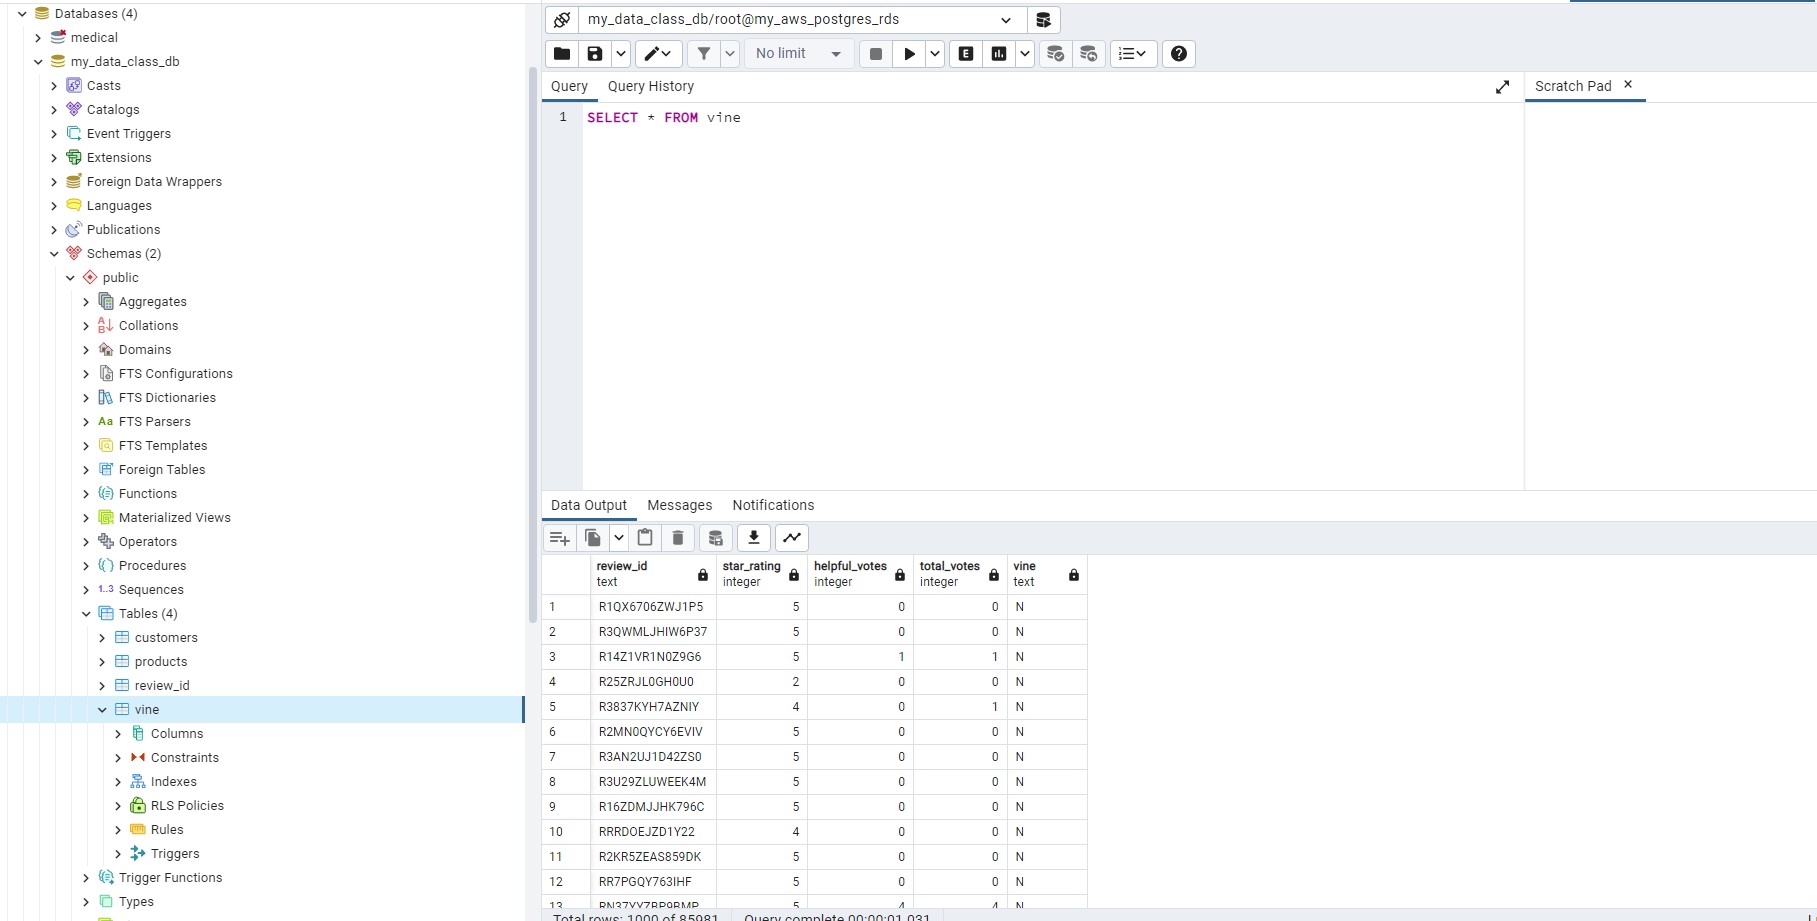 Databases (4)
medical
my_data_class_db
Casts
Catalogs
Event Triggers
Extensions
Foreign Data Wrappers
Languages
Publications
Schemas (2)
public
Aggregates
Collations
Domains
FTS Configurations
FTS Dictionaries
Aa FTS Parsers
FTS Templates
Foreign Tables
Functions
Materialized Views
Operators
Procedures
1..3 Sequences
Tables (4)
customers
products
review_id
vine
Columns
Constraints
Indexes
RLS Policies
Rules
Triggers
Trigger Functions
Types
my_data_class_db/root@my_aws_postgres_rds
No limit
E
Query Query History
Scratch Pad
1 SELECT * FROM vine
Data Output Messages Notifications
review_id star_rating helpful_votes total_votes vine
text integer integer integer text
1 R1QX6706ZWJ1P5 5 0 0 N
2 R3QWMLJHIW6P37 5 0 0 N
3 R14Z1VR1N0Z9G6 5 1 1 N
4 R25ZRJL0GH0U0 2 0 0 N
5 R3837KYH7AZNIY 4 0 1 N
6 R2MN0QYCY6EVIV 5 0 0 N
7 R3AN2UJ1D42ZS0 5 0 0 N
8 R3U29ZLUWEEK4M 5 0 0 N
9 R16ZDMJJHK796C 5 0 0 N
10 RRRDOEJZD1Y22 4 0 0 N
11 R2KR5ZEAS859DK 5 0 0 N
12 RR7PGQY763IHF 5 0 0 N
13 RN37YYZBP9BMP 5 4 4 N
Total rows: 1000 of 85981 Query complete 00:00:01.031